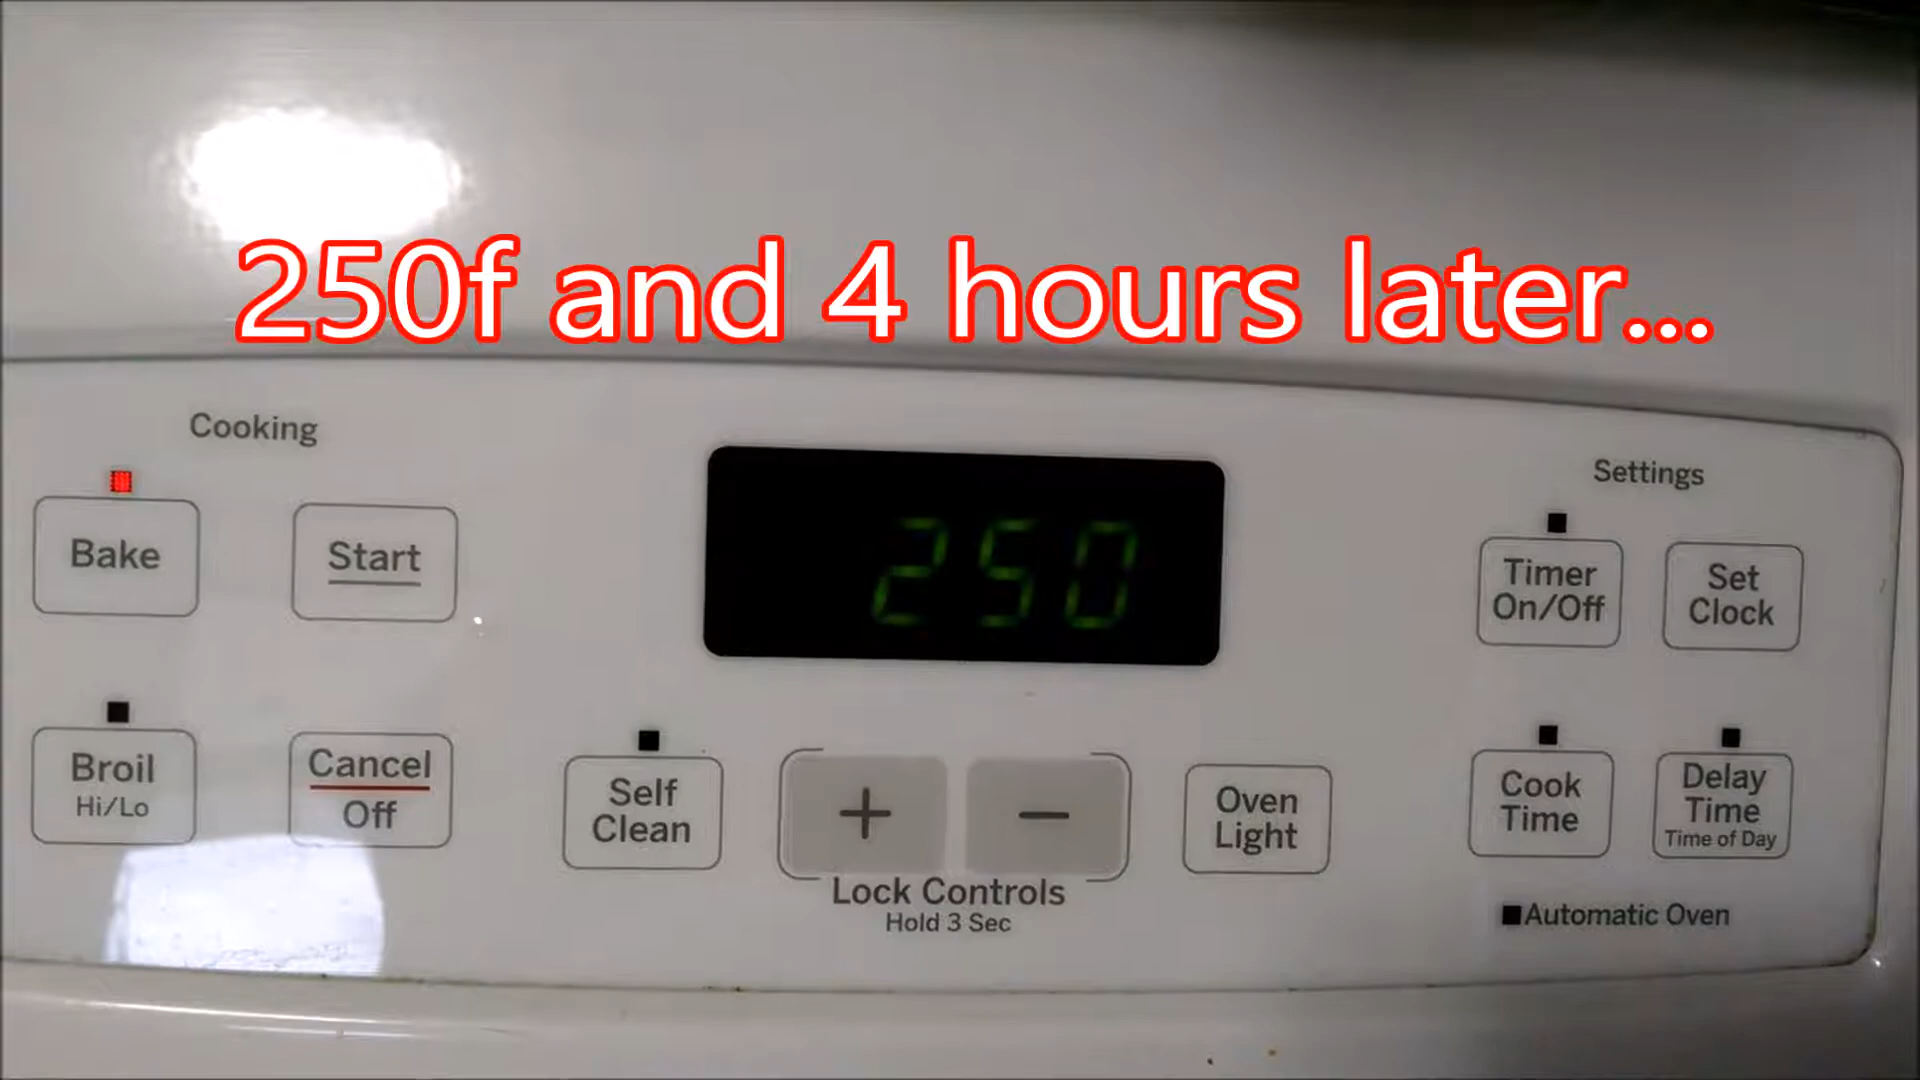 250f and 4 hours later...
Cooking
Settings
Bake
Start
250
Timer
On/Off
Set
Clock
Broil
Hi/Lo
Cancel
Off
Self
Clean
+
−
Lock Controls
Hold 3 Sec
Oven
Light
Cook
Time
Delay
Time
Time of Day
Automatic Oven